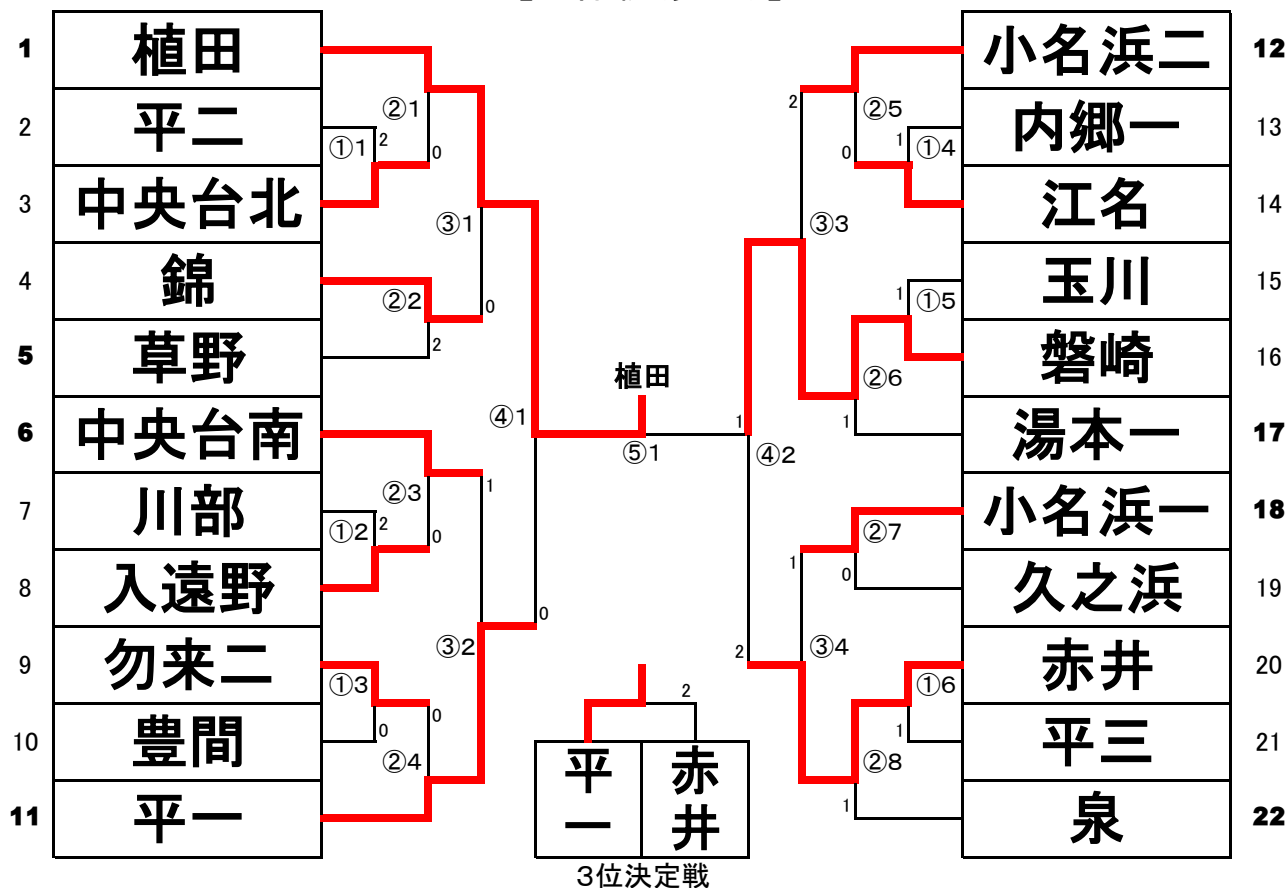 1 植田
2 平二
3 中央台北
4 錦
5 草野
6 中央台南
7 川部
8 入遠野
9 勿来二
10 豊間
11 平一
①1 2
②1 0
③1 0
②2 2
④1 0
②3 0
①2 2
③2 1
①3 0
②4 0
植田
⑤1
小名浜二 12
内郷一 13
江名 14
玉川 15
磐崎 16
湯本一 17
小名浜一 18
久之浜 19
赤井 20
平三 21
泉 22
②5 0
①4 1
③3 2
①5 1
②6 1
④2 1 2
②7 0
③4 1
①6 1
②8 1
2
平一 赤井
3位決定戦